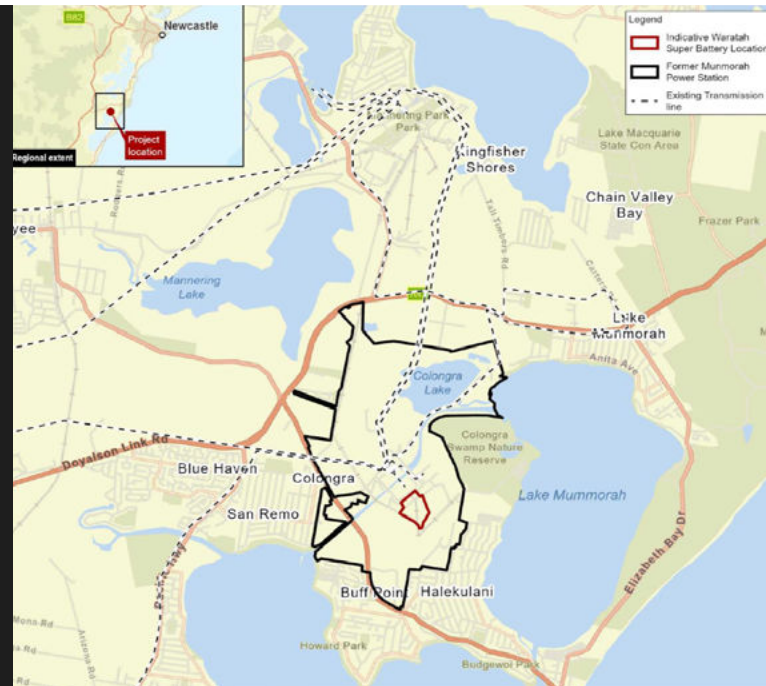 B82
Newcastle
Project
location
Regional extent
Legend
Indicative Waratah
Super Battery Location
Former Munmorah
Power Station
Existing Transmission
line
Park
Kingfisher
Shores
Lake Macquarie
State Con Area
Chain Valley
Bay
Frazer Park
Tall Timbers Rd
yee
Mannering
Lake
Lake
Munmorah
Anita Ave
Colongra
Lake
Colongra
Swamp Nature
Reserve
Doyalson Link Rd
Blue Haven
Colongra
San Remo
Lake Mummorah
Elizabeth Bay Dr
Buff Point
Halekulani
Howard Park
Budgewoi Park